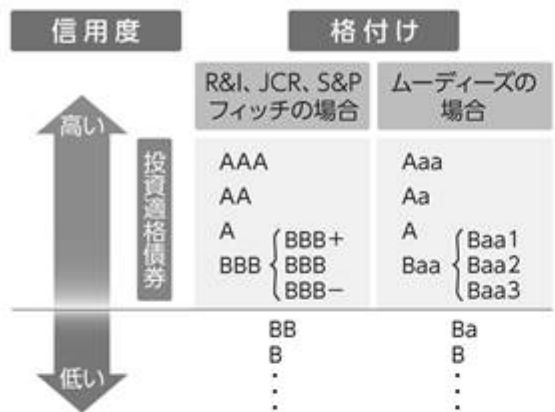 信用度
格付け
R&I、JCR、S&P
フィッチの場合
ムーディーズの
場合
高い
投資適格債券
AAA
Aaa
AA
Aa
A
A
BBB
BBB+
BBB
BBB−
Baa
Baa1
Baa2
Baa3
BB
Ba
B
B
低い